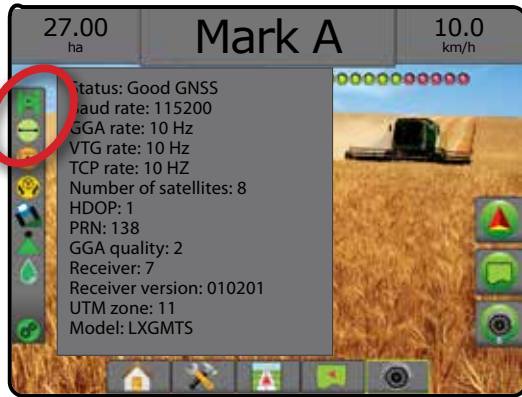 27.00
ha
Mark A
10.0
km/h
Status: Good GNSS
Baud rate: 115200
GGA rate: 10 Hz
VTG rate: 10 Hz
TCP rate: 10 HZ
Number of satellites: 8
HDOP: 1
PRN: 138
GGA quality: 2
Receiver: 7
Receiver version: 010201
UTM zone: 11
Model: LXGMTS